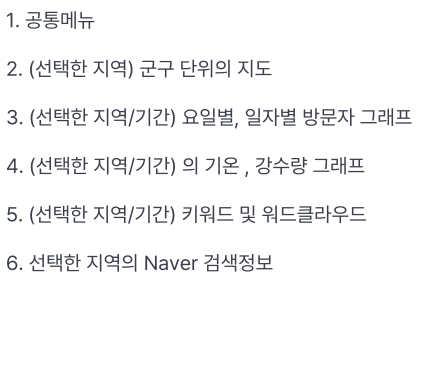 1. 공통메뉴
2. (선택한 지역) 군구 단위의 지도
3. (선택한 지역/기간) 요일별, 일자별 방문자 그래프
4. (선택한 지역/기간) 의 기온 , 강수량 그래프
5. (선택한 지역/기간) 키워드 및 워드클라우드
6. 선택한 지역의 Naver 검색정보